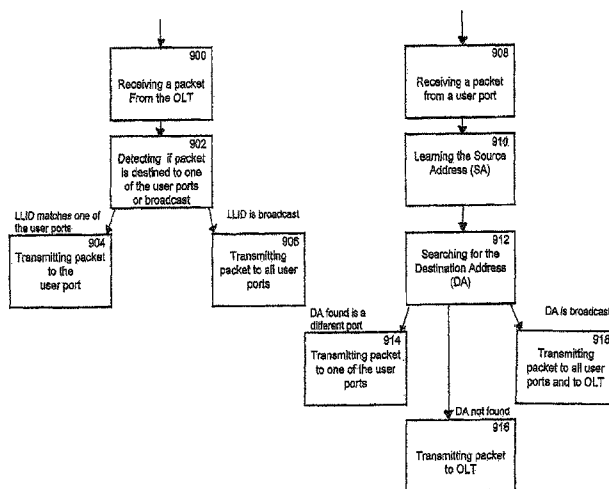 900
Receiving a packet
From the OLT
902
Detecting if packet
is destined to one
of the user ports
or broadcast
LLID matches one of
the user ports
LLID is broadcast
904
Transmitting packet
to the
user port
906
Transmitting
packet to all user
ports
908
Receiving a packet
from a user port
910
Learning the Source
Address (SA)
912
Searching for the
Destination Address
(DA)
DA found is a
different port
DA is broadcast
914
Transmitting packet
to one of the user
ports
918
Transmitting
packet to all user
ports and to OLT
DA not found
916
Transmitting packet
to OLT